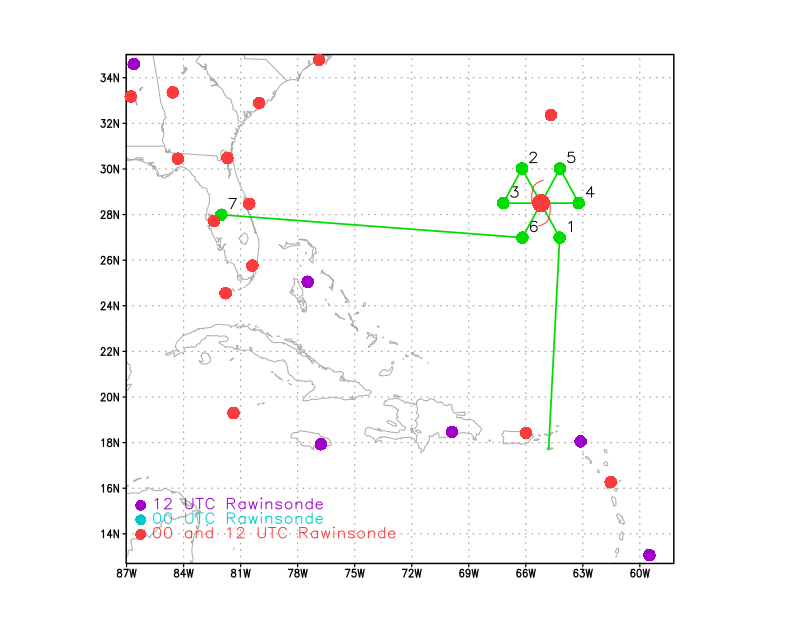 34N
32N
30N
28N
26N
24N
22N
20N
18N
16N
14N
2 5
3 4
7
6 1
12 UTC Rawinsonde
00 UTC Rawinsonde
00 and 12 UTC Rawinsonde
87W 84W 81W 78W 75W 72W 69W 66W 63W 60W